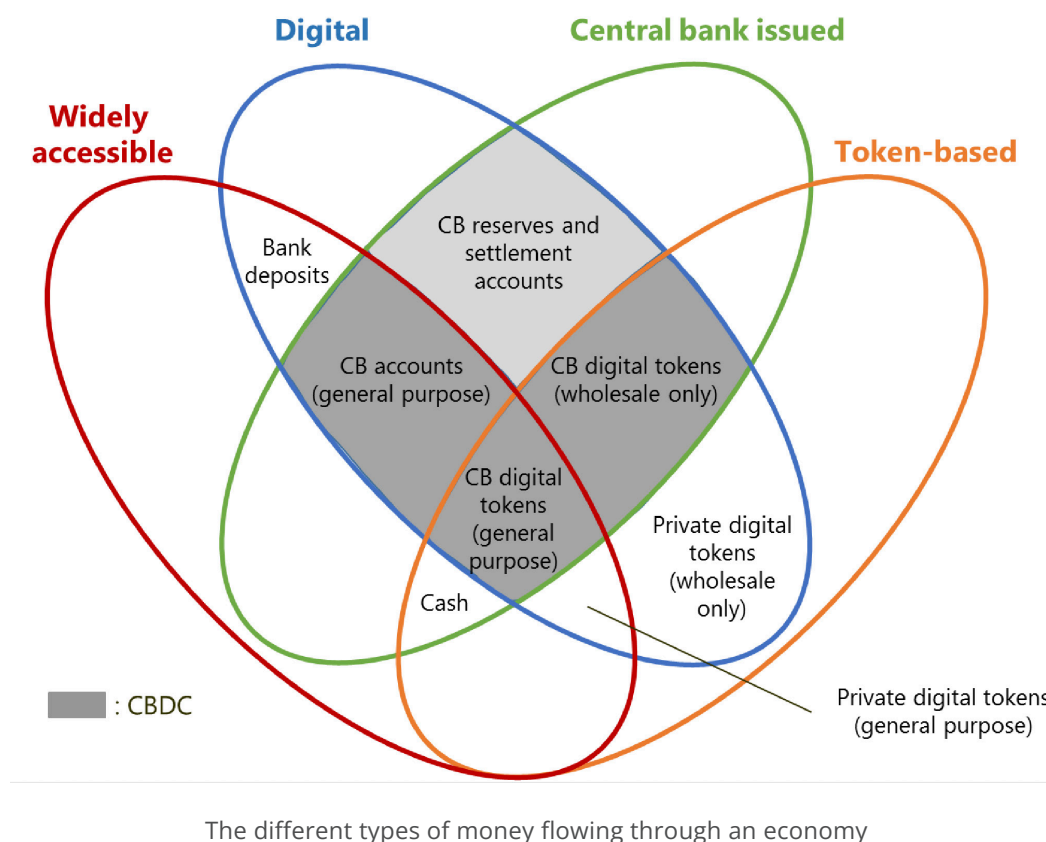 Digital
Central bank issued
Widely
accessible
Token-based
CB reserves and
settlement
accounts
Bank
deposits
CB accounts
(general purpose)
CB digital tokens
(wholesale only)
CB digital
tokens
(general
purpose)
Private digital
tokens
(wholesale
only)
Cash
Private digital tokens
(general purpose)
: CBDC
The different types of money flowing through an economy